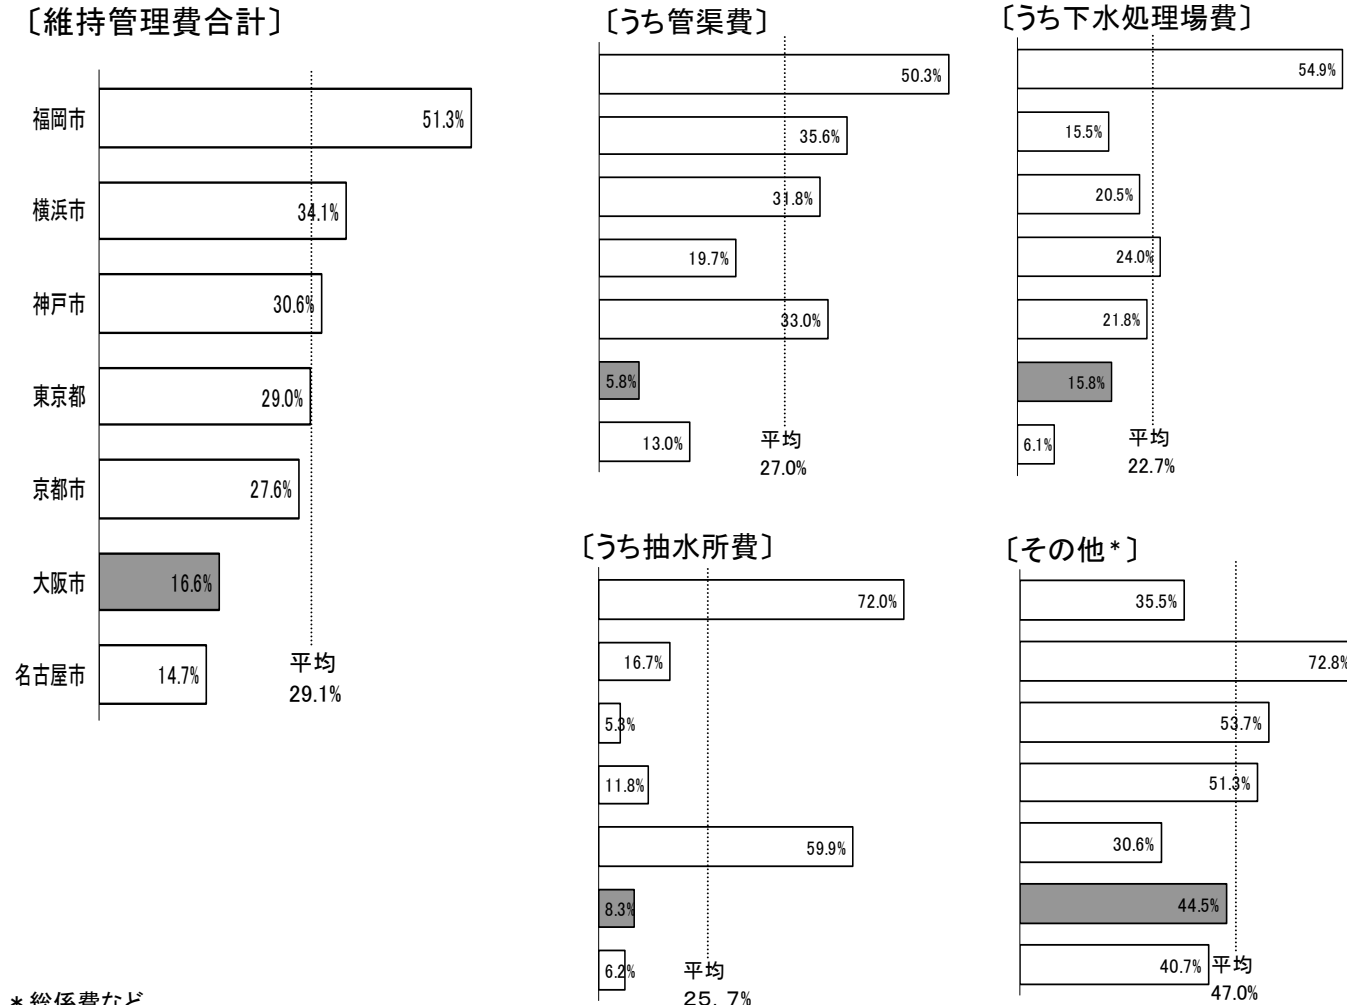 〔維持管理費合計〕
福岡市 51.3%
横浜市 34.1%
神戸市 30.6%
東京都 29.0%
京都市 27.6%
大阪市 16.6%
名古屋市 14.7%
平均
29.1%
〔うち管渠費〕
50.3%
35.6%
31.8%
19.7%
33.0%
5.8%
13.0%
平均
27.0%
〔うち下水処理場費〕
54.9%
15.5%
20.5%
24.0%
21.8%
15.8%
6.1%
平均
22.7%
〔うち抽水所費〕
72.0%
16.7%
5.3%
11.8%
59.9%
8.3%
6.2%
平均
25.7%
〔その他*〕
35.5%
72.8%
53.7%
51.3%
30.6%
44.5%
40.7%
平均
47.0%
*総係費など